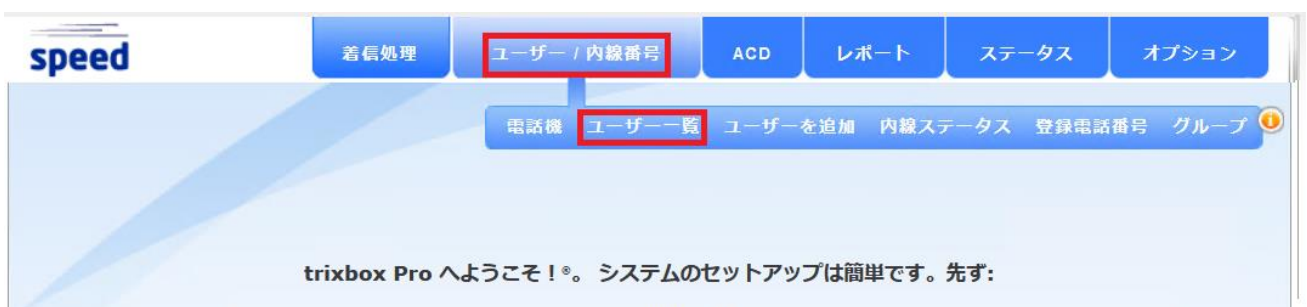 speed
着信処理 ユーザー / 内線番号 ACD レポート ステータス オプション
電話機 ユーザー一覧 ユーザーを追加 内線ステータス 登録電話番号 グループ
trixbox Pro へようこそ!®。 システムのセットアップは簡単です。先ず: